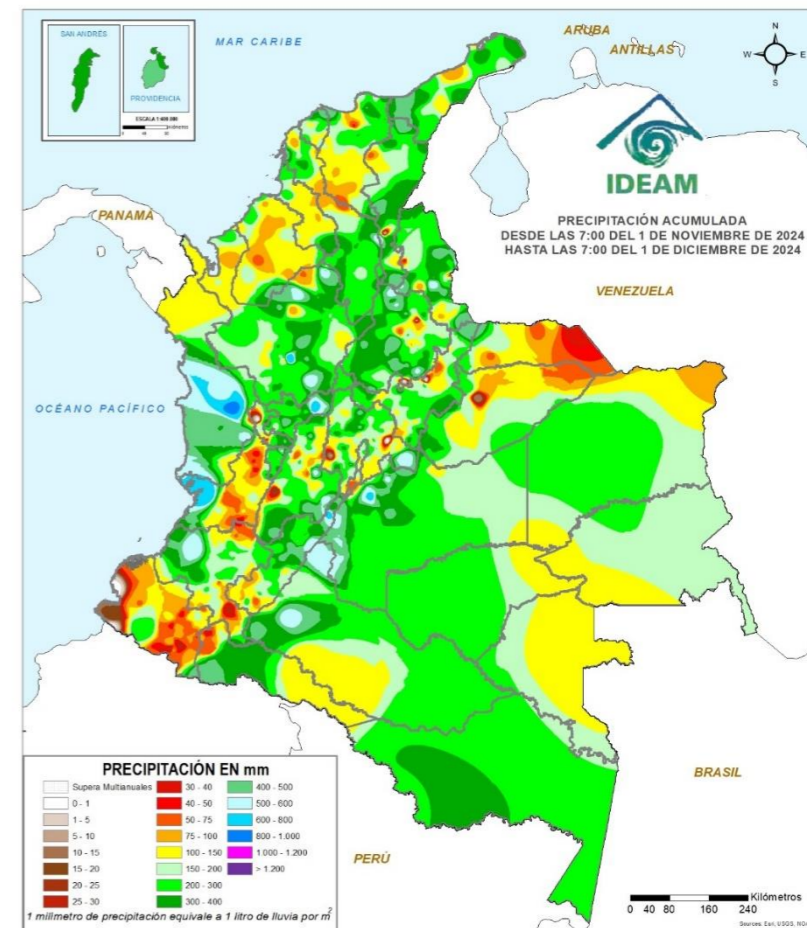 SAN ANDRÉS
PROVIDENCIA
ESCALA 1:400.000
Kilómetros
MAR CARIBE
ARUBA
ANTILLAS
N
W
E
S
IDEAM
PRECIPITACIÓN ACUMULADA
DESDE LAS 7:00 DEL 1 DE NOVIEMBRE DE 2024
HASTA LAS 7:00 DEL 1 DE DICIEMBRE DE 2024
PANAMÁ
VENEZUELA
OCÉANO PACÍFICO
BRASIL
PERÚ
PRECIPITACIÓN EN mm
Supera Multianuales
0 - 1
1 - 5
5 - 10
10 - 15
15 - 20
20 - 25
25 - 30
30 - 40
40 - 50
50 - 75
75 - 100
100 - 150
150 - 200
200 - 300
300 - 400
400 - 500
500 - 600
600 - 800
800 - 1.000
1.000 - 1.200
> 1.200
1 milímetro de precipitación equivale a 1 litro de lluvia por m²
Kilómetros
0 40 80 160 240
Sources: Esri, USGS,